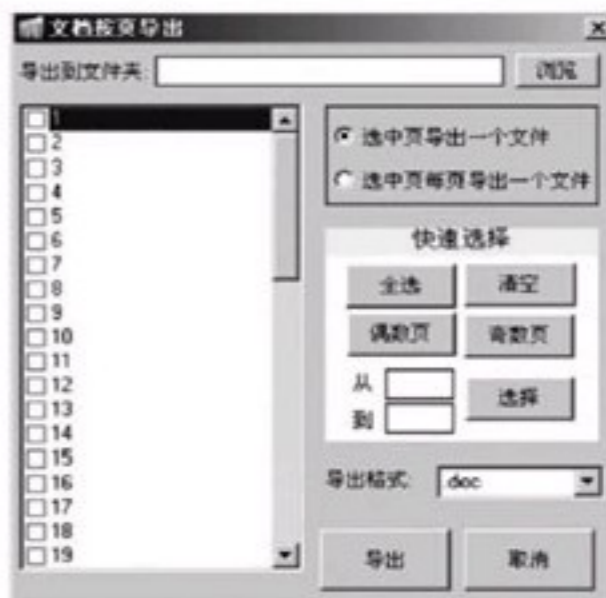 文档按页导出
导出到文件夹:
浏览
1
2
3
4
5
6
7
8
9
10
11
12
13
14
15
16
17
18
19
选中页导出一个文件
选中页每页导出一个文件
快速选择
全选
清空
偶数页
奇数页
从
到
选择
导出格式:
.doc
导出
取消